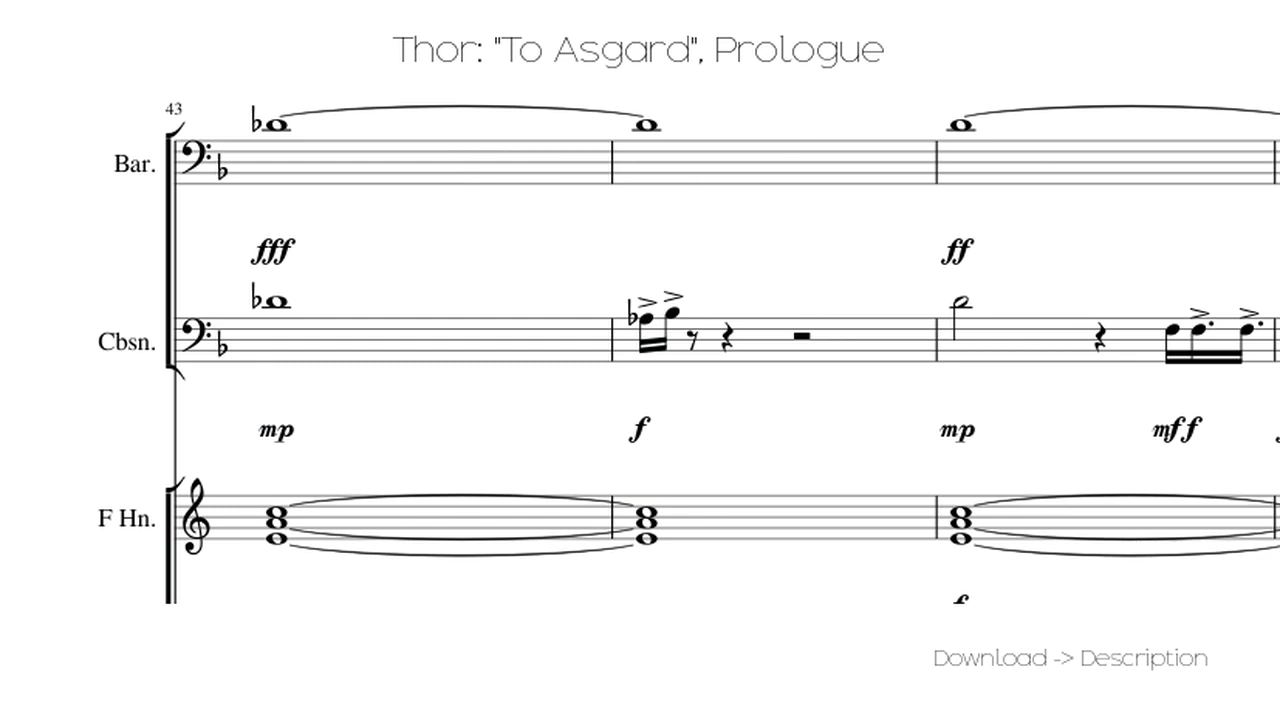 Thor: "To Asgard", Prologue
43
Bar.
fff
ff
Cbsn.
mp
f
mp
mff
F Hn.
f
Download -> Description